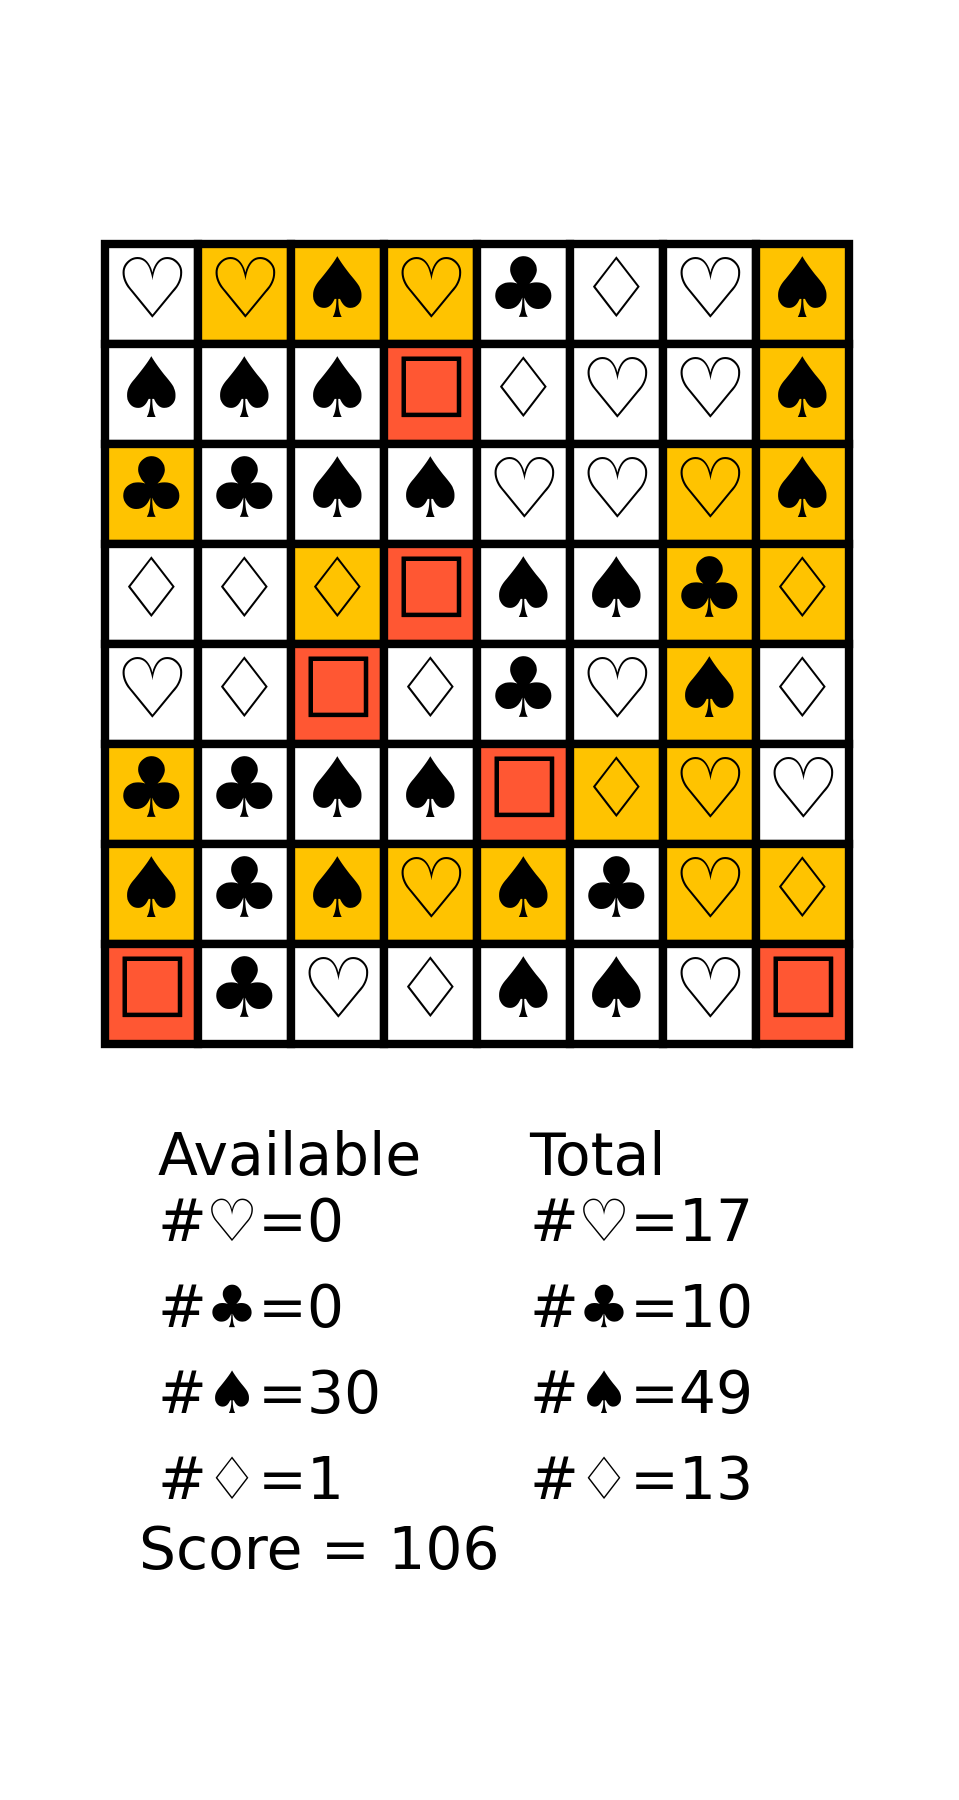 ♡ ♡ ♠ ♡ ♣ ♢ ♡ ♠
♠ ♠ ♠ □ ♢ ♡ ♡ ♠
♣ ♣ ♠ ♠ ♡ ♡ ♡ ♠
♢ ♢ ♢ □ ♠ ♠ ♣ ♢
♡ ♢ □ ♢ ♣ ♡ ♠ ♢
♣ ♣ ♠ ♠ □ ♢ ♡ ♡
♠ ♣ ♠ ♡ ♠ ♣ ♡ ♢
□ ♣ ♡ ♢ ♠ ♠ ♡ □
Available Total
#♡=0 #♡=17
#♣=0 #♣=10
#♠=30 #♠=49
#♢=1 #♢=13
Score = 106